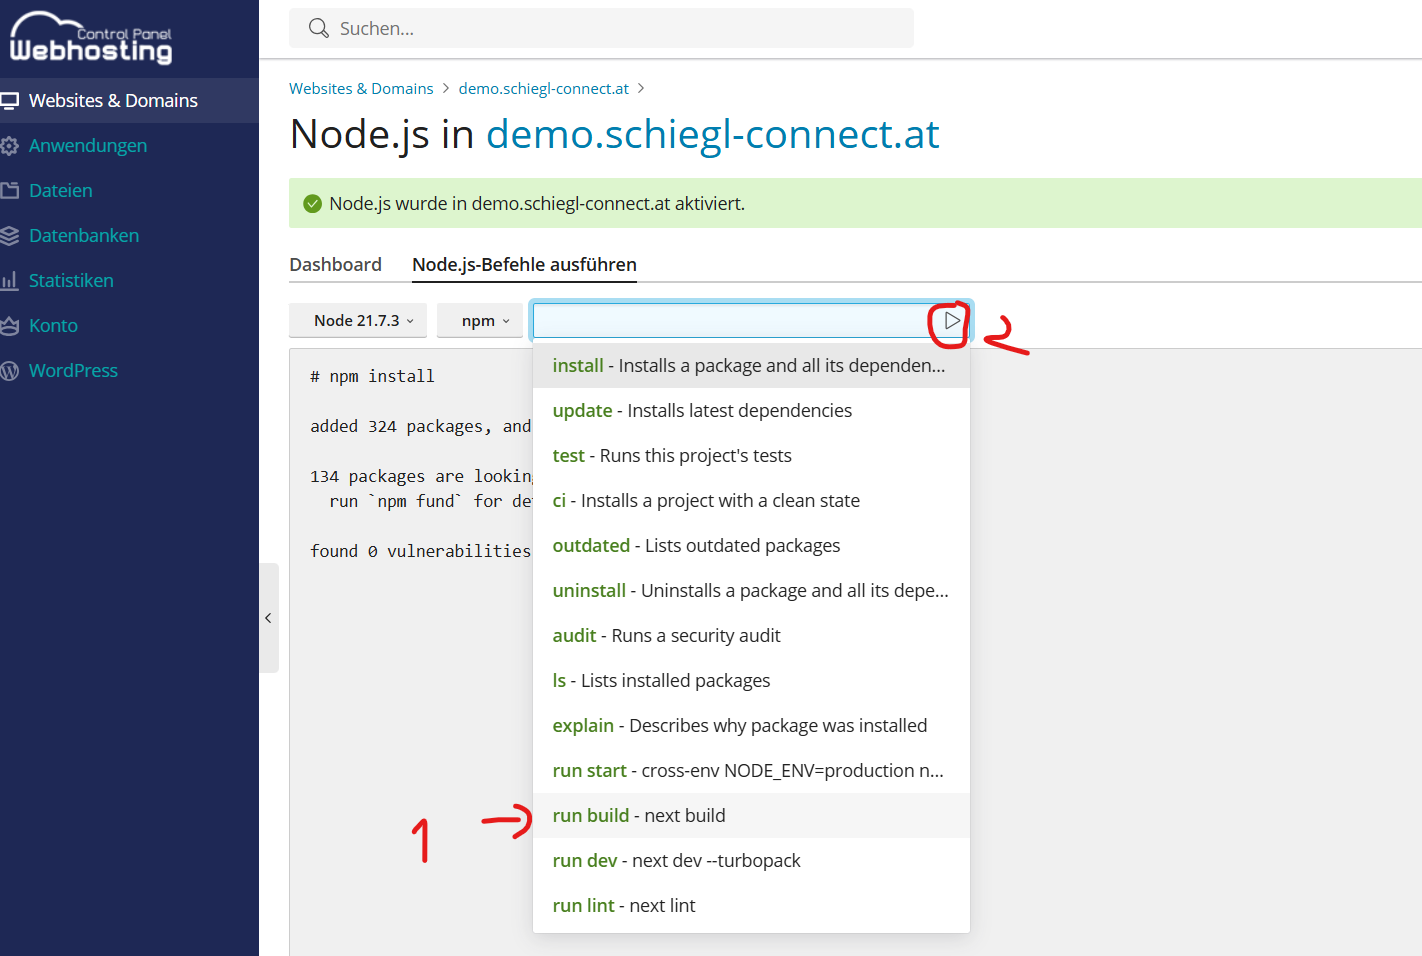 Control Panel
Webhosting
Suchen...
Websites & Domains
Anwendungen
Dateien
Datenbanken
Statistiken
Konto
WordPress
Websites & Domains > demo.schiegl-connect.at >
Node.js in demo.schiegl-connect.at
Node.js wurde in demo.schiegl-connect.at aktiviert.
Dashboard Node.js-Befehle ausführen
Node 21.7.3 npm
2
# npm install
added 324 packages, and
134 packages are looking
run `npm fund` for de
found 0 vulnerabilities
install - Installs a package and all its dependen...
update - Installs latest dependencies
test - Runs this project's tests
ci - Installs a project with a clean state
outdated - Lists outdated packages
uninstall - Uninstalls a package and all its depe...
audit - Runs a security audit
ls - Lists installed packages
explain - Describes why package was installed
run start - cross-env NODE_ENV=production n...
1 → run build - next build
run dev - next dev --turbopack
run lint - next lint